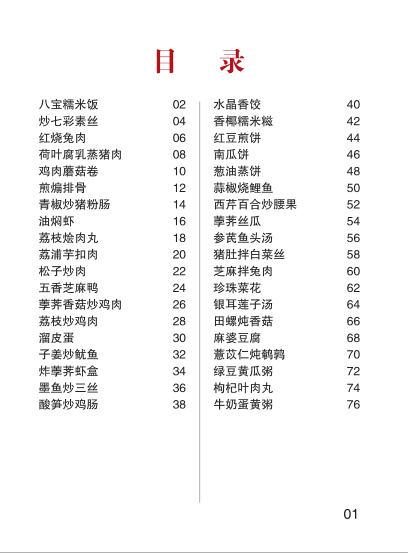 目 录
八宝糯米饭 02
炒七彩素丝 04
红烧兔肉 06
荷叶腐乳蒸猪肉 08
鸡肉蘑菇卷 10
煎煸排骨 12
青椒炒猪粉肠 14
油焖虾 16
荔枝烩肉丸 18
荔浦芋扣肉 20
松子炒肉 22
五香芝麻鸭 24
荸荠香菇炒鸡肉 26
荔枝炒鸡肉 28
溜皮蛋 30
子姜炒鱿鱼 32
炸荸荠虾盒 34
墨鱼炒三丝 36
酸笋炒鸡肠 38
水晶香饺 40
香椰糯米糍 42
红豆煎饼 44
南瓜饼 46
葱油蒸饼 48
蒜椒烧鲤鱼 50
西芹百合炒腰果 52
荸荠丝瓜 54
参芪鱼头汤 56
猪肚拌白菜丝 58
芝麻拌兔肉 60
珍珠菜花 62
银耳莲子汤 64
田螺炖香菇 66
麻婆豆腐 68
薏苡仁炖鹌鹑 70
绿豆黄瓜粥 72
枸杞叶肉丸 74
牛奶蛋黄粥 76
01